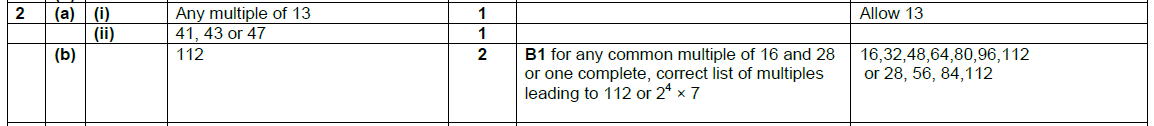 2 (a) (i) Any multiple of 13 1 Allow 13
(ii) 41, 43 or 47 1
(b) 112 2 B1 for any common multiple of 16 and 28 16,32,48,64,80,96,112
or one complete, correct list of multiples or 28, 56, 84,112
leading to 112 or 2⁴ × 7